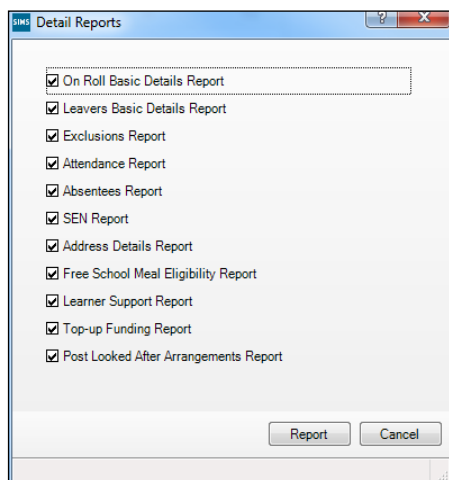 SIMS Detail Reports
On Roll Basic Details Report
Leavers Basic Details Report
Exclusions Report
Attendance Report
Absentees Report
SEN Report
Address Details Report
Free School Meal Eligibility Report
Learner Support Report
Top-up Funding Report
Post Looked After Arrangements Report
Report Cancel